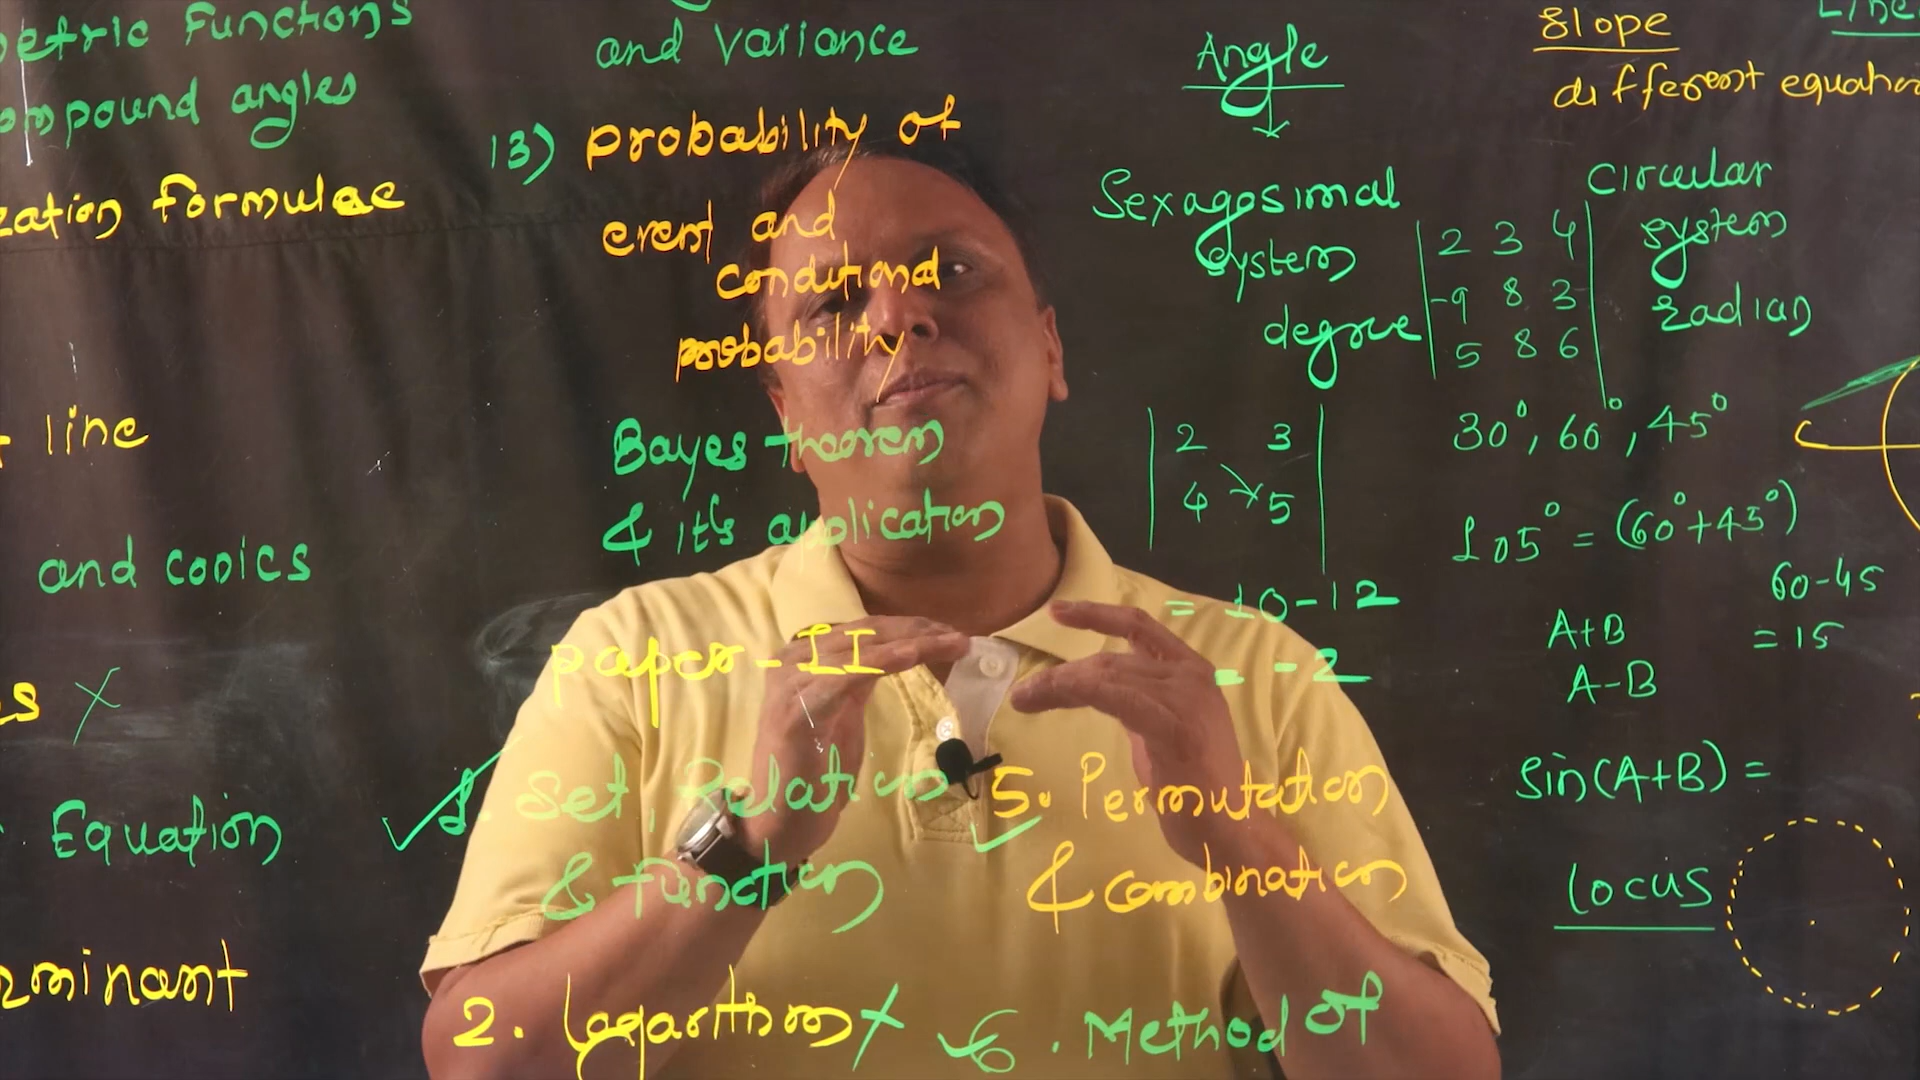 etric Functions
ompound angles
zation formulae
line
and conics
s X
Equation
rminant
and variance
13) probability of
event and
conditional
probability
Bayes theorem
& it's application
paper-II
1. Set, Relation
& function
2. Logarithm X
5. Permutation
& combination
6. Method of
Angle
Sexagesimal
system
degree
2 3 4
-9 8 3
5 8 6
circular
system
radian
2 3
4 5
= 10-12
= -2
30°, 60°, 45°
105° = (60°+45°)
60-45
= 15
A+B
A-B
Sin(A+B) =
Locus
Slope
different equation
Line